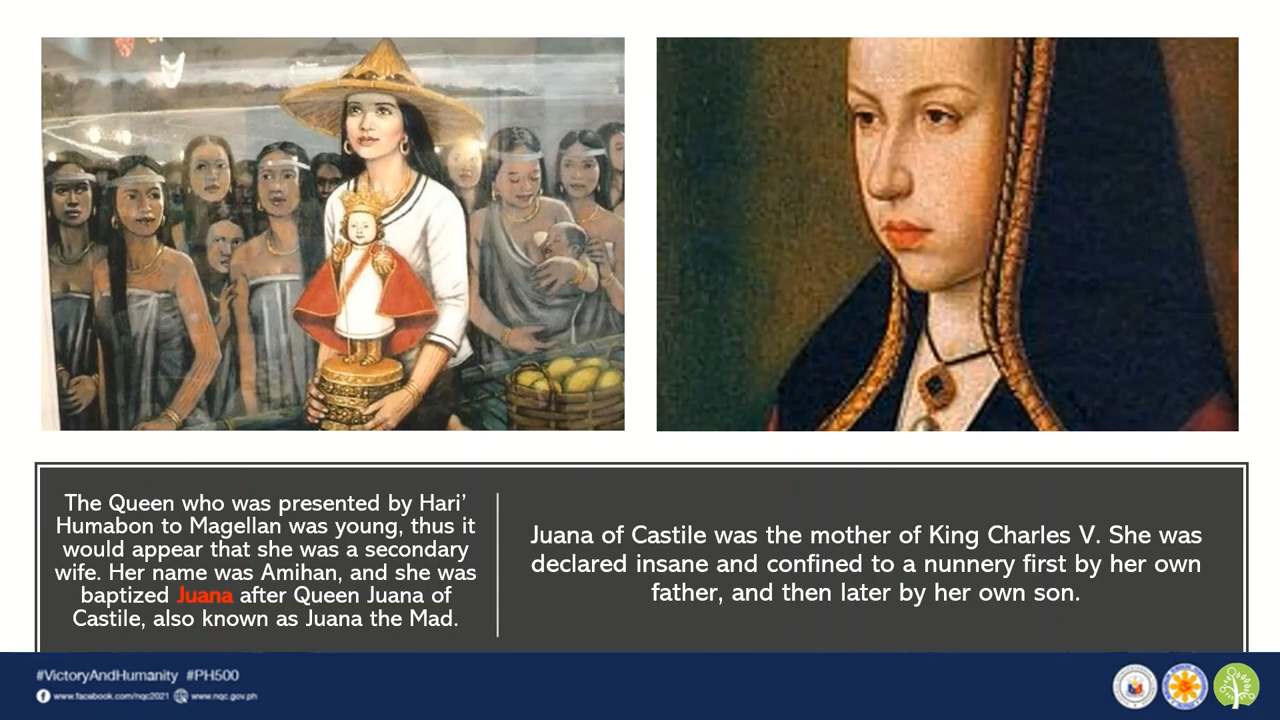 The Queen who was presented by Hari'
Humabon to Magellan was young, thus it
would appear that she was a secondary
wife. Her name was Amihan, and she was
baptized Juana after Queen Juana of
Castile, also known as Juana the Mad.
Juana of Castile was the mother of King Charles V. She was
declared insane and confined to a nunnery first by her own
father, and then later by her own son.
#VictoryAndHumanity #PH500
www.facebook.com/nqc2021 www.nqc.gov.ph